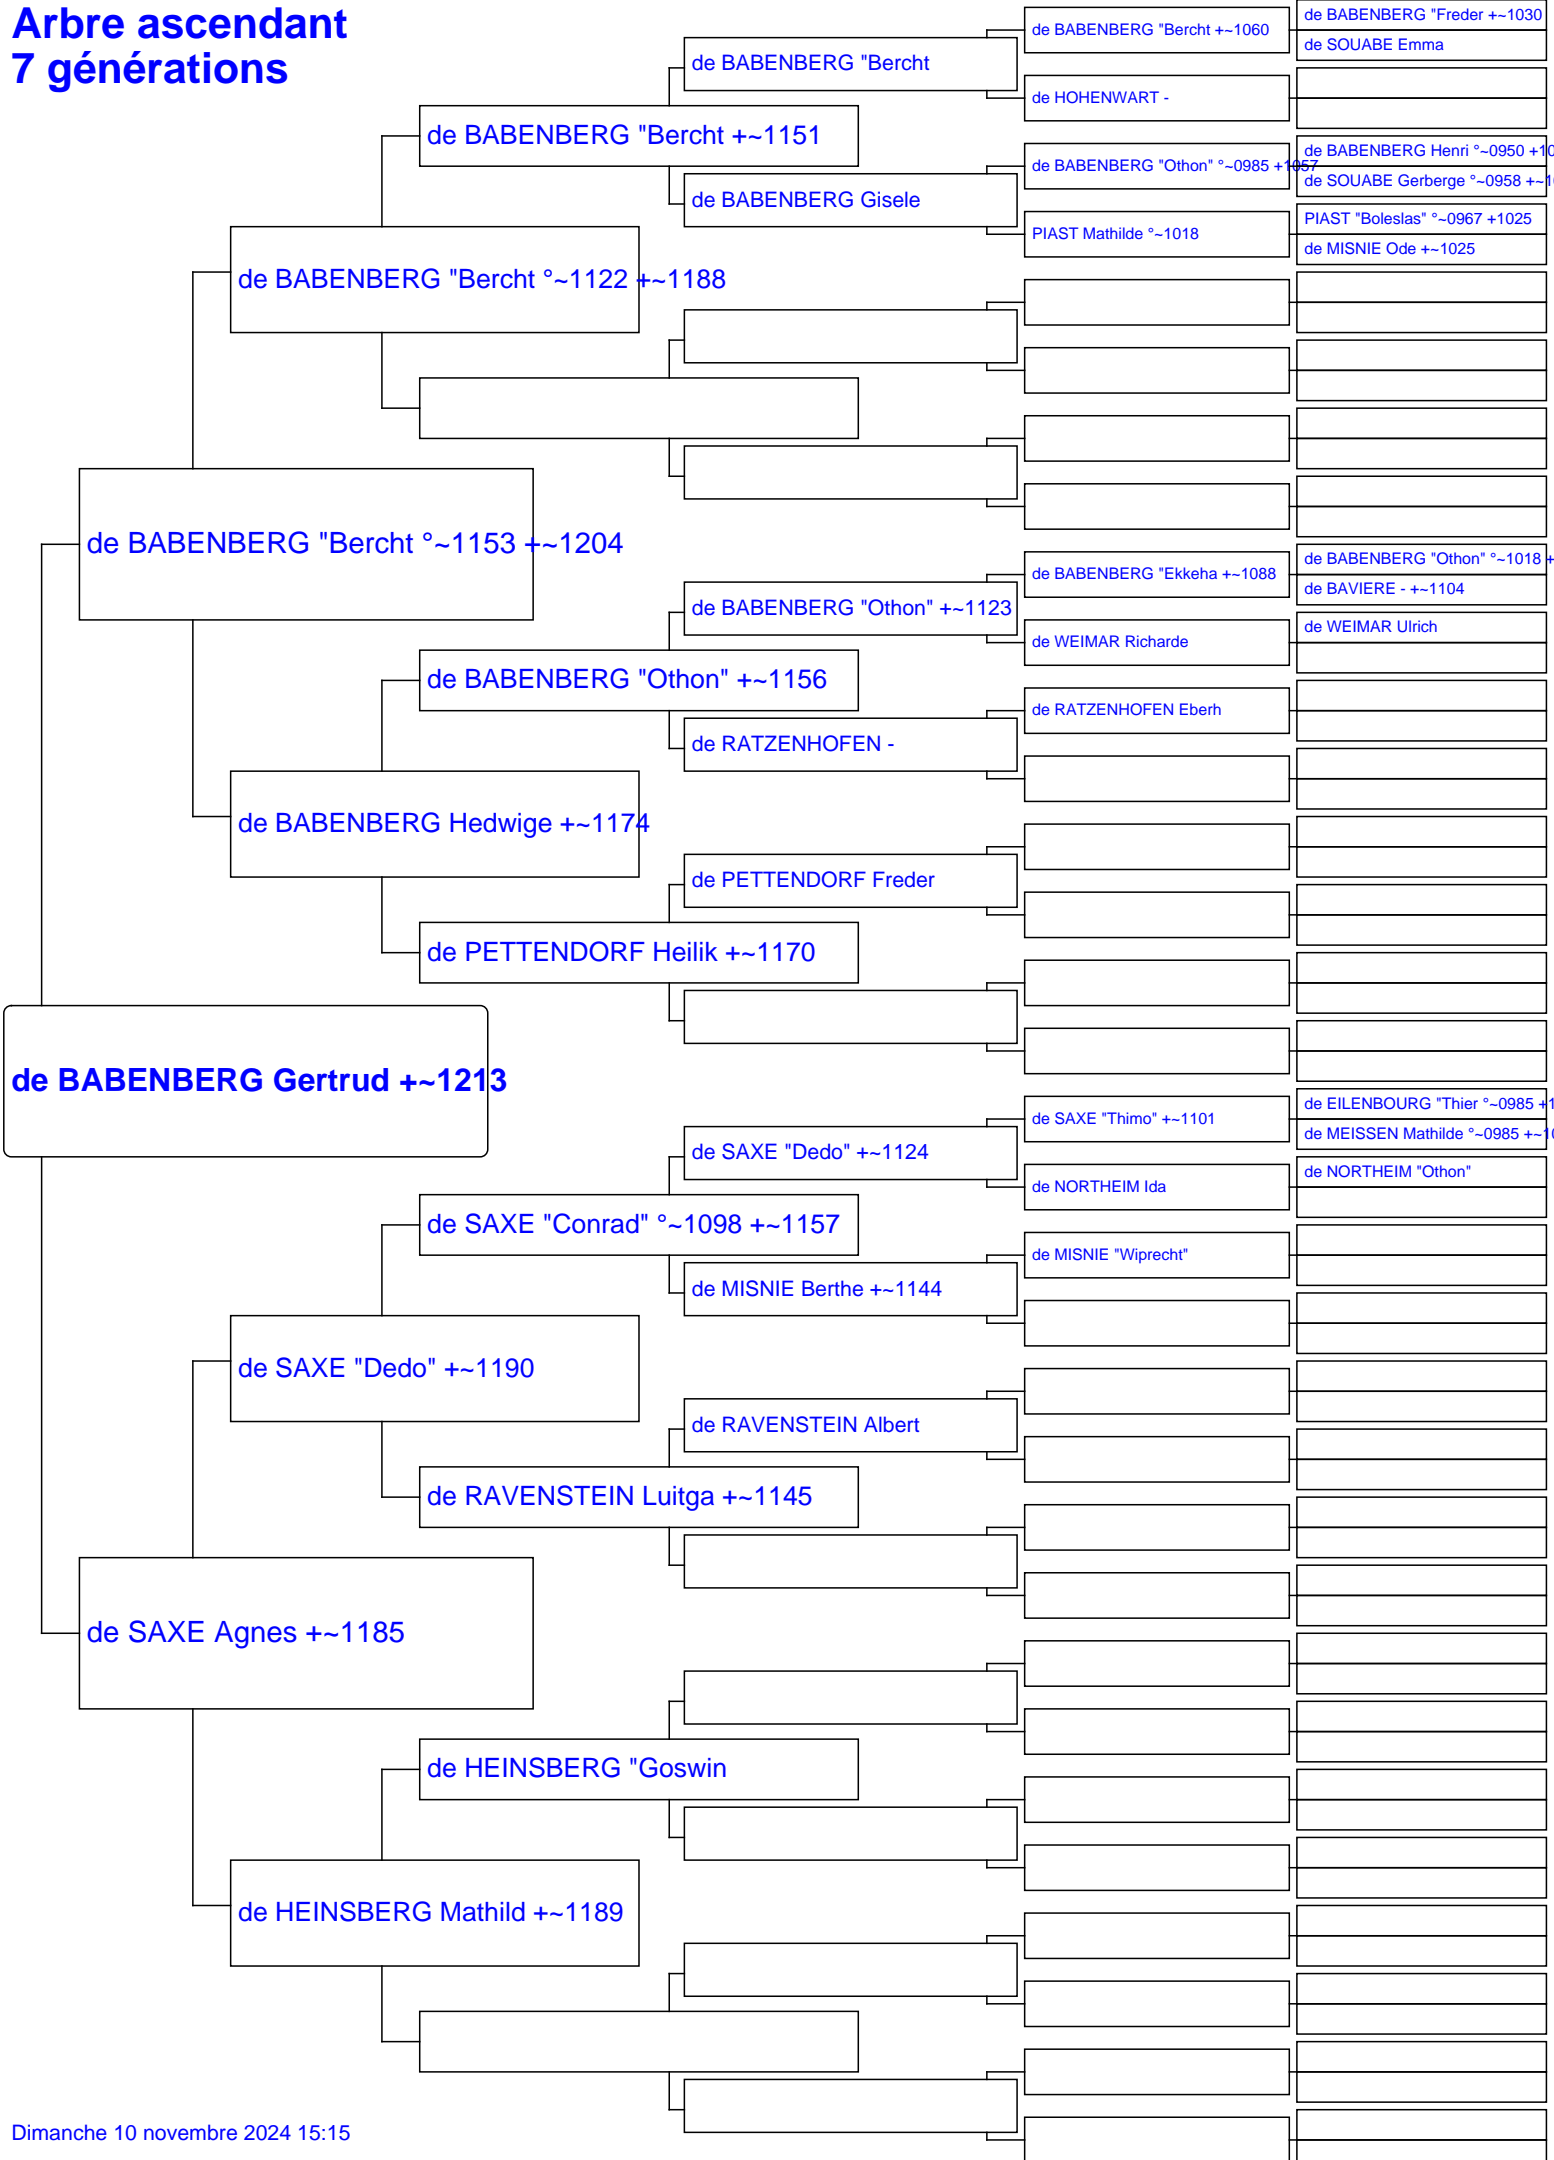 Arbre ascendant
7 générations
de BABENBERG "Freder +~1030
de BABENBERG "Bercht +~1060
de SOUABE Emma
de BABENBERG "Bercht
de HOHENWART -
de BABENBERG "Bercht +~1151
de BABENBERG Henri °~0950 +10
de BABENBERG "Othon" °~0985 +1057
de SOUABE Gerberge °~0958 +~1
de BABENBERG Gisele
PIAST "Boleslas" °~0967 +1025
PIAST Mathilde °~1018
de MISNIE Ode +~1025
de BABENBERG "Bercht °~1122 +~1188
de BABENBERG "Bercht °~1153 +~1204
de BABENBERG "Othon" °~1018 +
de BABENBERG "Ekkeha +~1088
de BAVIERE - +~1104
de BABENBERG "Othon" +~1123
de WEIMAR Ulrich
de WEIMAR Richarde
de BABENBERG "Othon" +~1156
de RATZENHOFEN Eberh
de RATZENHOFEN -
de BABENBERG Hedwige +~1174
de PETTENDORF Freder
de PETTENDORF Heilik +~1170
de BABENBERG Gertrud +~1213
de EILENBOURG "Thier °~0985 +1
de SAXE "Thimo" +~1101
de MEISSEN Mathilde °~0985 +~10
de SAXE "Dedo" +~1124
de NORTHEIM "Othon"
de NORTHEIM Ida
de SAXE "Conrad" °~1098 +~1157
de MISNIE "Wiprecht"
de MISNIE Berthe +~1144
de SAXE "Dedo" +~1190
de RAVENSTEIN Albert
de RAVENSTEIN Luitga +~1145
de SAXE Agnes +~1185
de HEINSBERG "Goswin
de HEINSBERG Mathild +~1189
Dimanche 10 novembre 2024 15:15